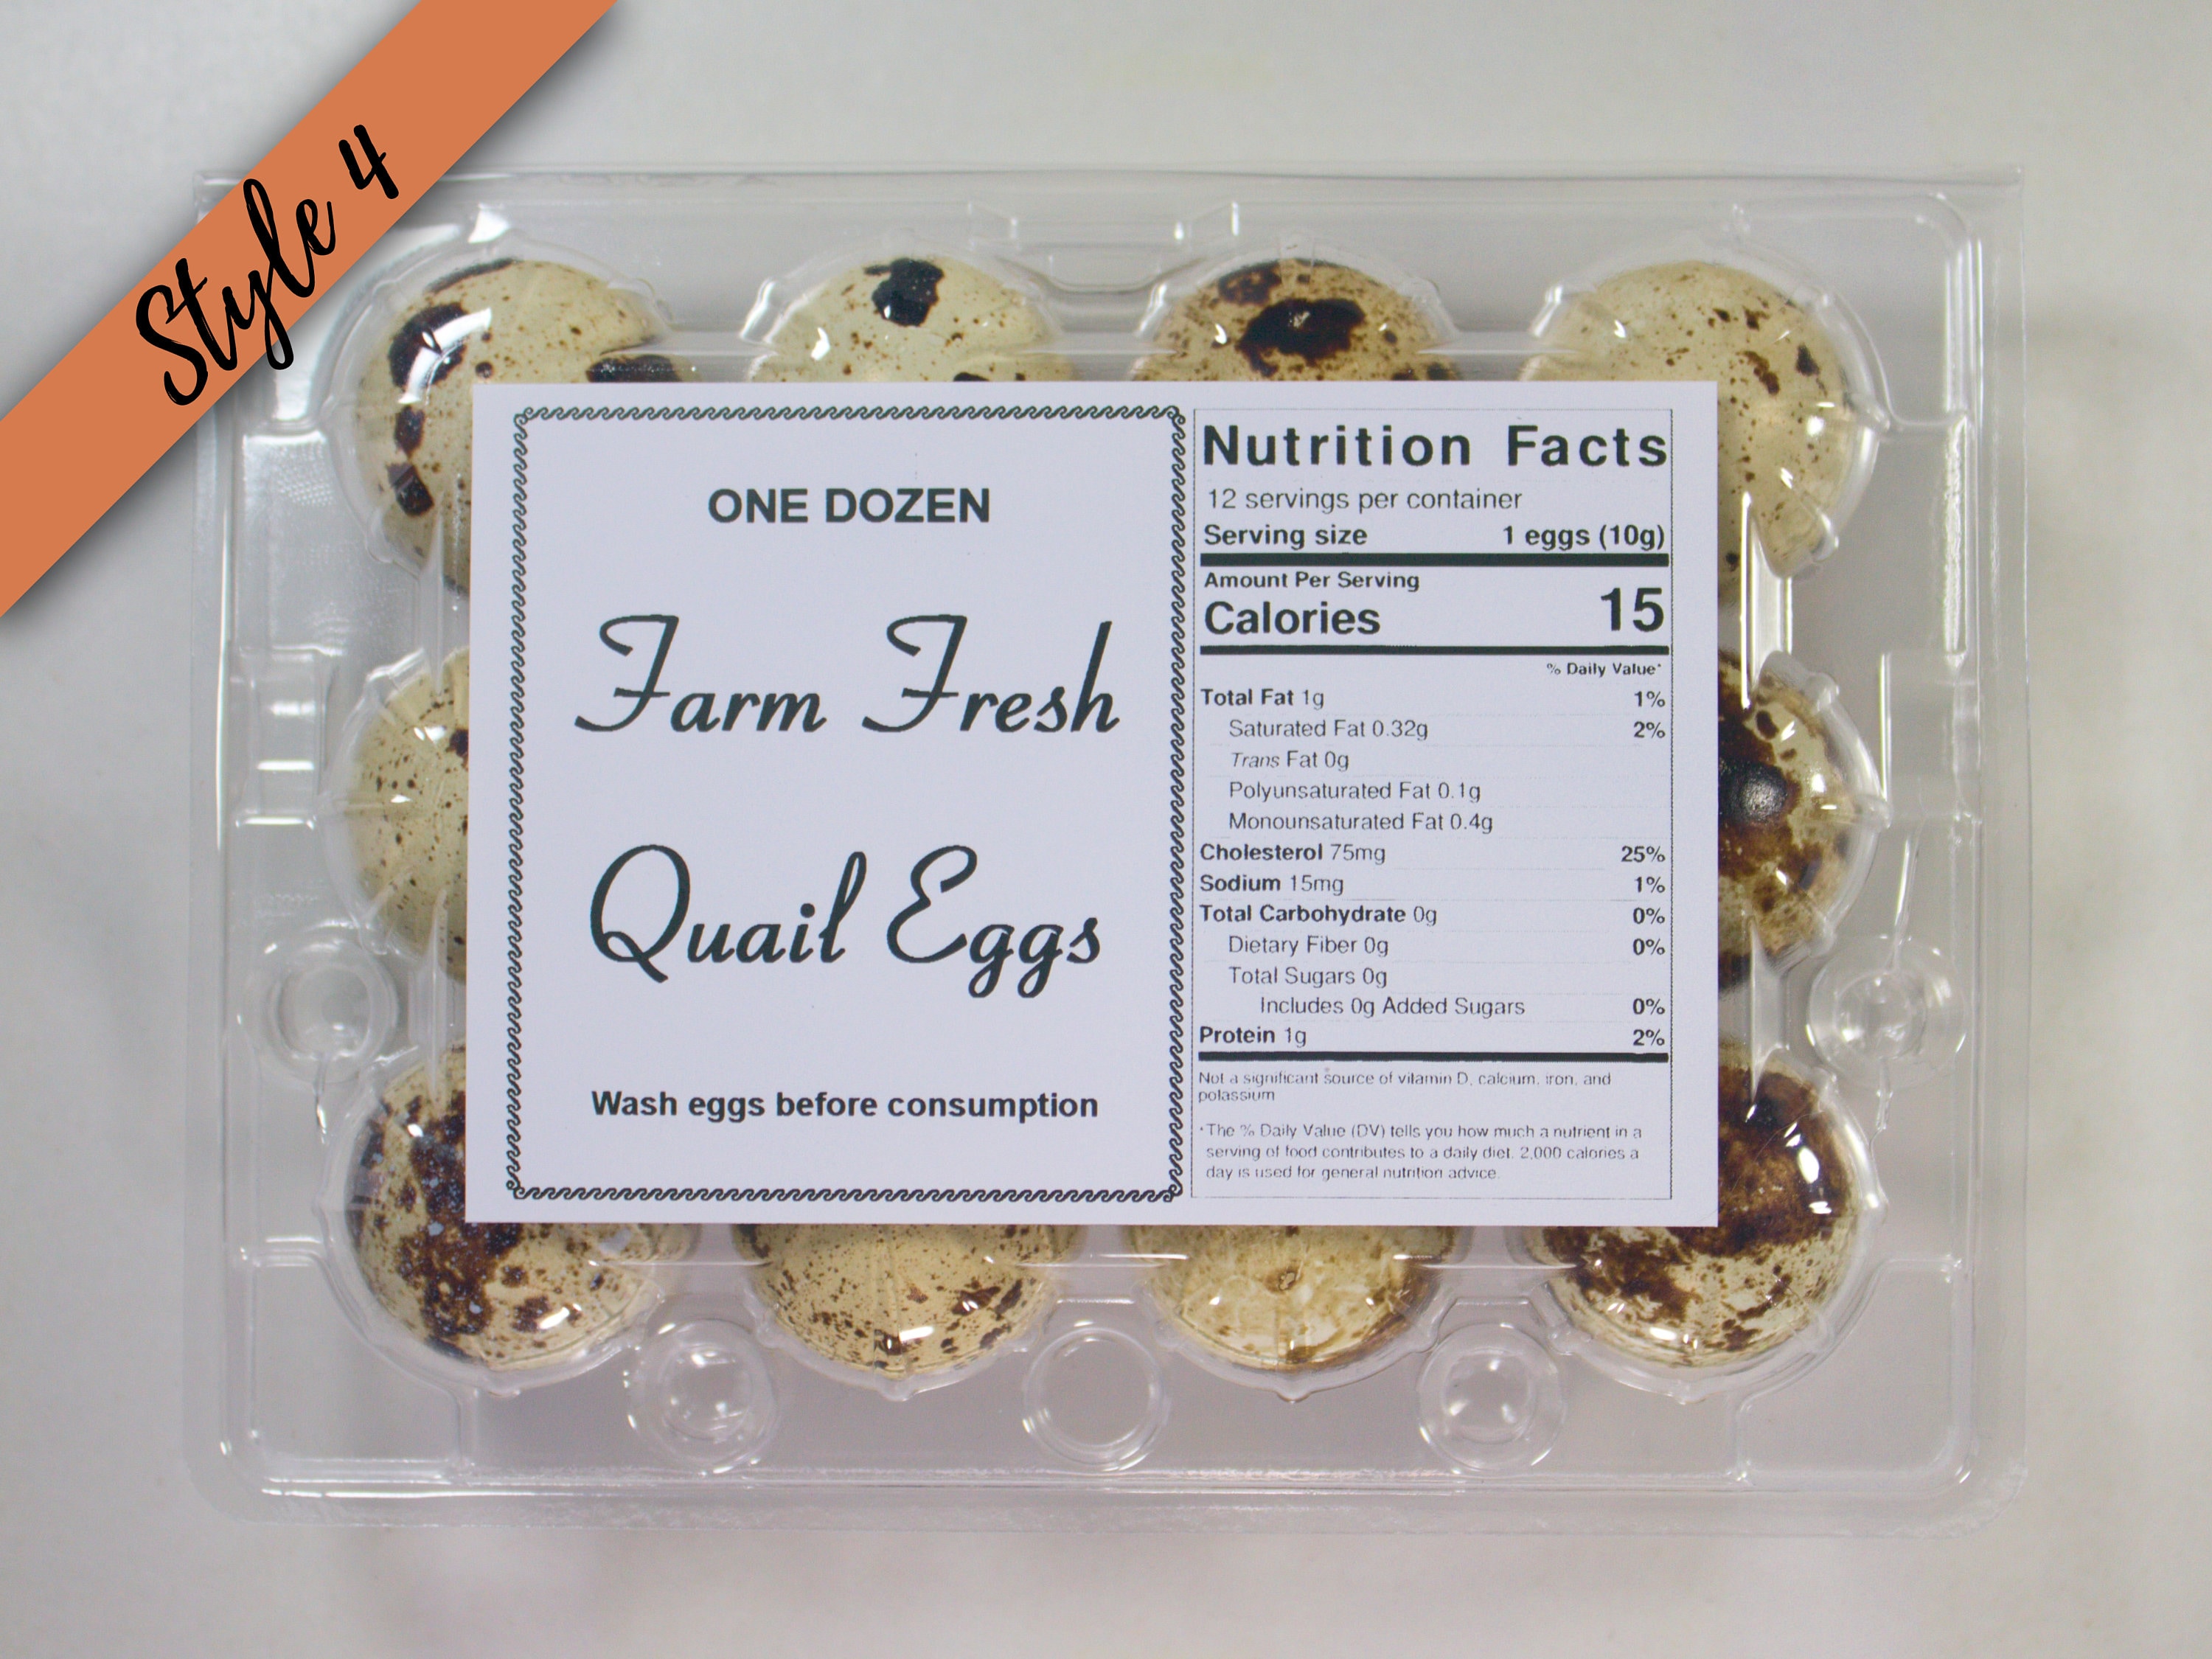 Style 4
ONE DOZEN
Farm Fresh
Quail Eggs
Wash eggs before consumption
Nutrition Facts
12 servings per container
Serving size 1 eggs (10g)
Amount Per Serving
Calories 15
% Daily Value*
Total Fat 1g 1%
Saturated Fat 0.32g 2%
Trans Fat 0g
Polyunsaturated Fat 0.1g
Monounsaturated Fat 0.4g
Cholesterol 75mg 25%
Sodium 15mg 1%
Total Carbohydrate 0g 0%
Dietary Fiber 0g 0%
Total Sugars 0g
Includes 0g Added Sugars 0%
Protein 1g 2%
Not a significant source of vitamin D, calcium, iron, and
potassium
*The % Daily Value (DV) tells you how much a nutrient in a
serving of food contributes to a daily diet. 2,000 calories a
day is used for general nutrition advice.